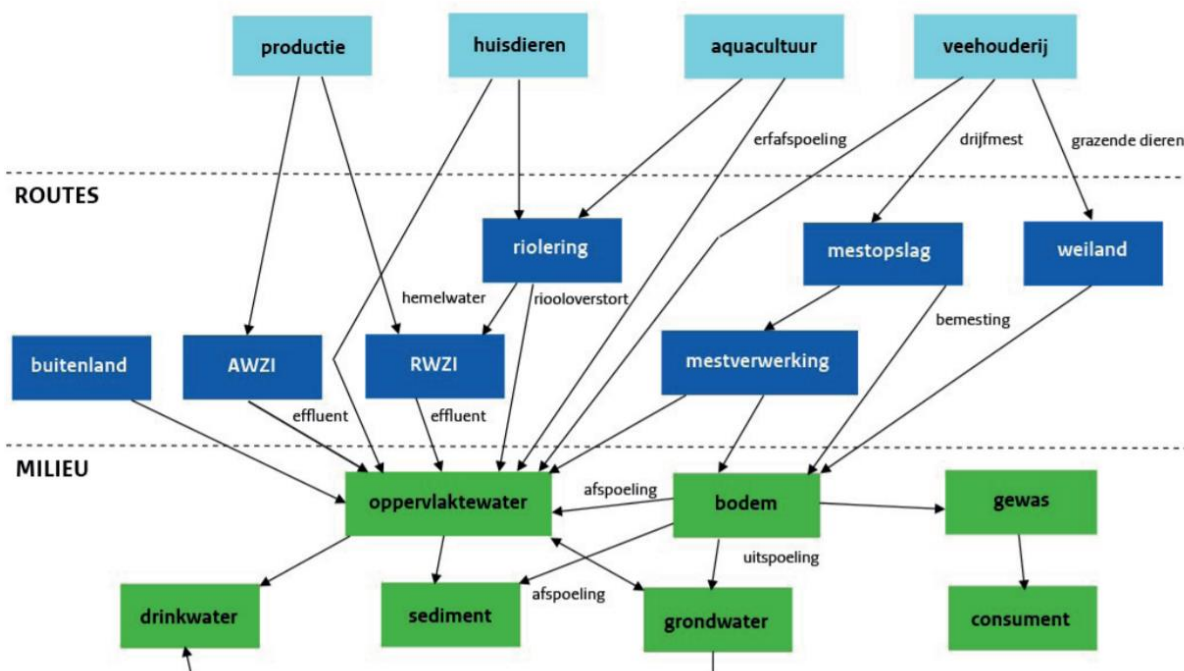 productie
huisdieren
aquacultuur
veehouderij
erfafspoeling
drijfmest
grazende dieren
ROUTES
riolering
mestopslag
weiland
hemelwater
riooloverstort
bemesting
buitenland
AWZI
RWZI
mestverwerking
effluent
effluent
MILIEU
oppervlaktewater
afspoeling
bodem
gewas
uitspoeling
drinkwater
sediment
afspoeling
grondwater
consument